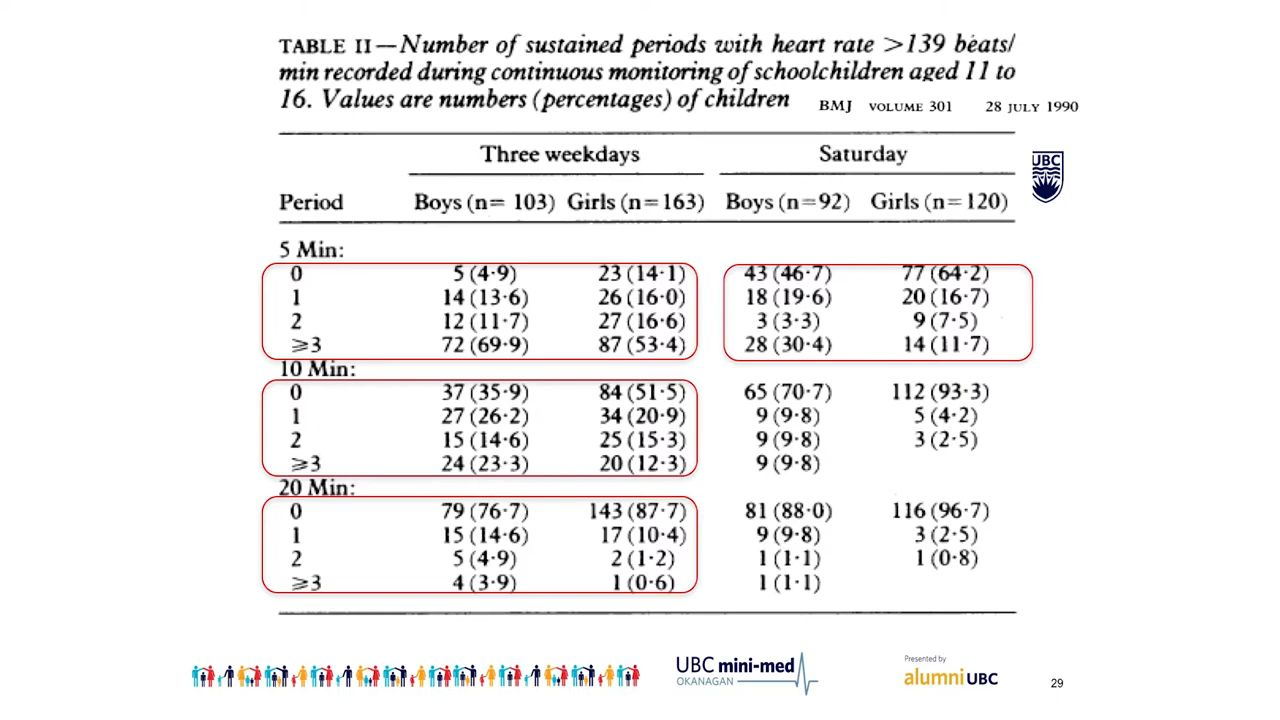 TABLE II—Number of sustained periods with heart rate >139 beats/
min recorded during continuous monitoring of schoolchildren aged 11 to
16. Values are numbers (percentages) of children
BMJ VOLUME 301 28 JULY 1990
UBC
Three weekdays Saturday
Period Boys (n= 103) Girls (n=163) Boys (n=92) Girls (n=120)
5 Min:
0 5 (4·9) 23 (14·1) 43 (46·7) 77 (64·2)
1 14 (13·6) 26 (16·0) 18 (19·6) 20 (16·7)
2 12 (11·7) 27 (16·6) 3 (3·3) 9 (7·5)
⩾3 72 (69·9) 87 (53·4) 28 (30·4) 14 (11·7)
10 Min:
0 37 (35·9) 84 (51·5) 65 (70·7) 112 (93·3)
1 27 (26·2) 34 (20·9) 9 (9·8) 5 (4·2)
2 15 (14·6) 25 (15·3) 9 (9·8) 3 (2·5)
⩾3 24 (23·3) 20 (12·3) 9 (9·8)
20 Min:
0 79 (76·7) 143 (87·7) 81 (88·0) 116 (96·7)
1 15 (14·6) 17 (10·4) 9 (9·8) 3 (2·5)
2 5 (4·9) 2 (1·2) 1 (1·1) 1 (0·8)
⩾3 4 (3·9) 1 (0·6) 1 (1·1)
UBC mini-med
OKANAGAN
Presented by
alumni UBC
29